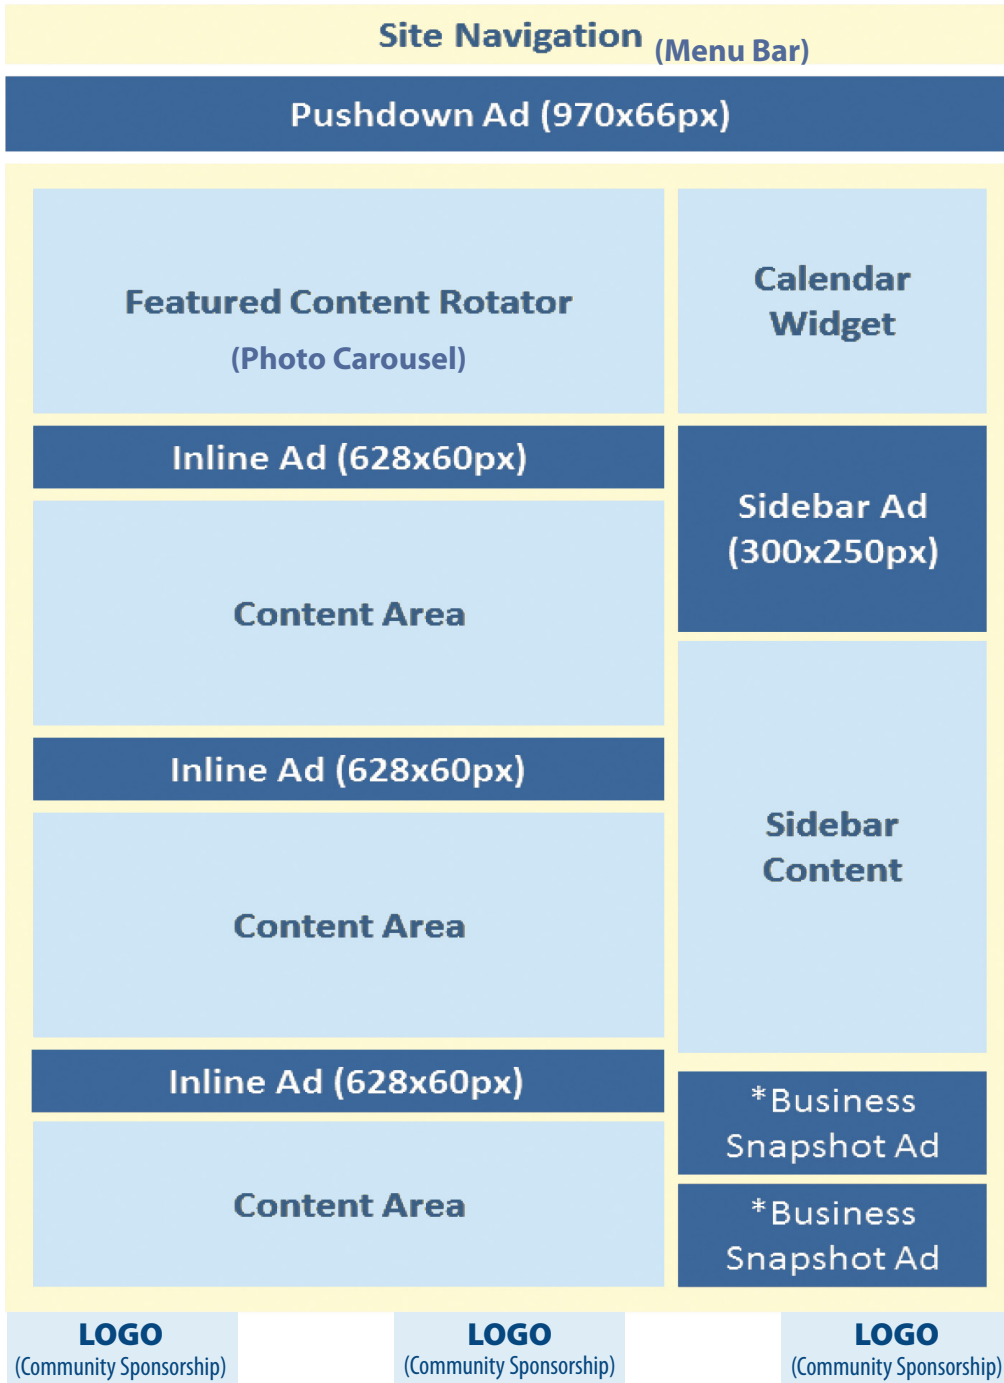 Site Navigation (Menu Bar)
Pushdown Ad (970x66px)
Featured Content Rotator
(Photo Carousel)
Calendar
Widget
Inline Ad (628x60px)
Sidebar Ad
(300x250px)
Content Area
Inline Ad (628x60px)
Sidebar
Content
Content Area
Inline Ad (628x60px)
*Business
Snapshot Ad
Content Area
*Business
Snapshot Ad
LOGO
(Community Sponsorship)
LOGO
(Community Sponsorship)
LOGO
(Community Sponsorship)